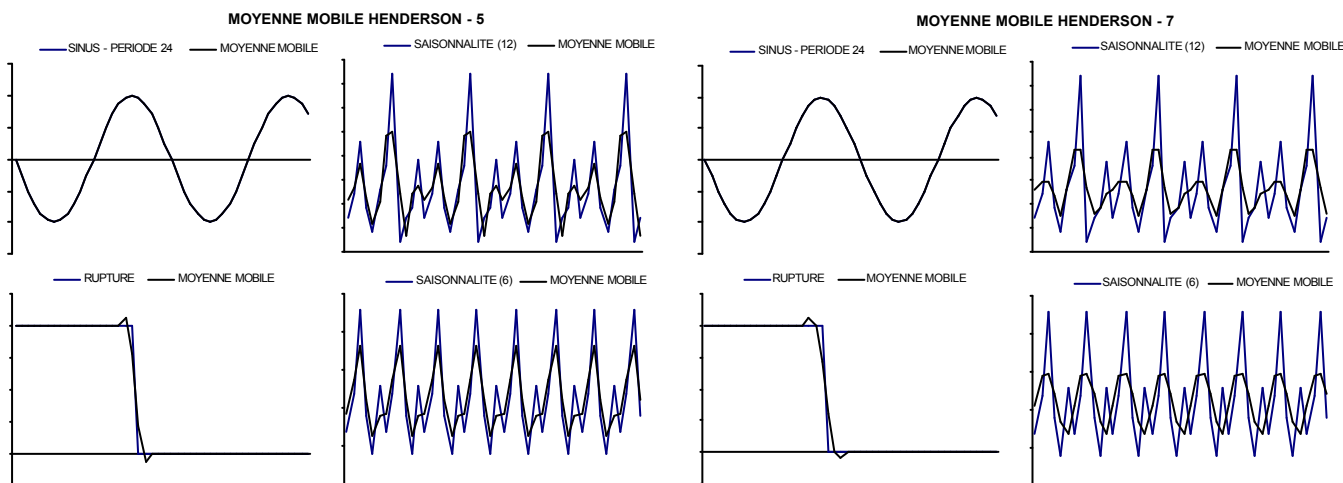 MOYENNE MOBILE HENDERSON - 5
SINUS - PERIODE 24 MOYENNE MOBILE
SAISONNALITE (12) MOYENNE MOBILE
RUPTURE MOYENNE MOBILE
SAISONNALITE (6) MOYENNE MOBILE
MOYENNE MOBILE HENDERSON - 7
SINUS - PERIODE 24 MOYENNE MOBILE
SAISONNALITE (12) MOYENNE MOBILE
RUPTURE MOYENNE MOBILE
SAISONNALITE (6) MOYENNE MOBILE